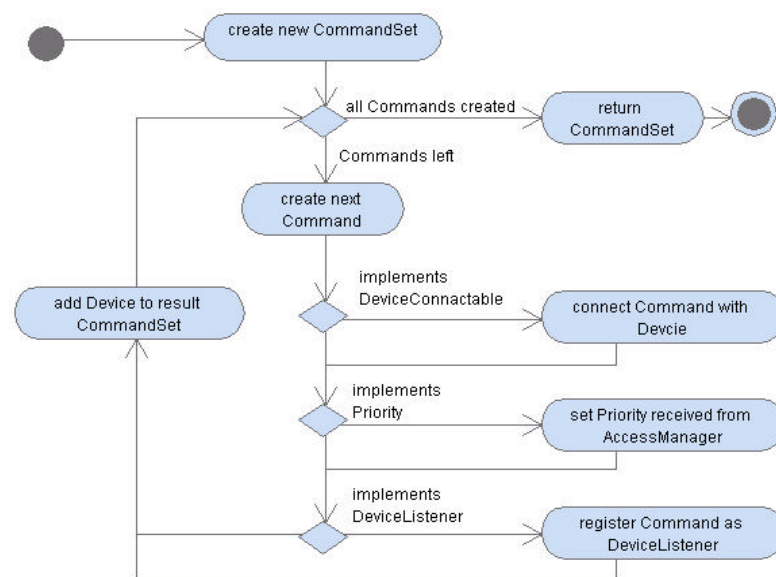 create new CommandSet
all Commands created
return
CommandSet
Commands left
create next
Command
implements
DeviceConnactable
add Device to result
CommandSet
connect Command with
Devcie
implements
Priority
set Priority received from
AccessManager
implements
DeviceListener
register Command as
DeviceListener